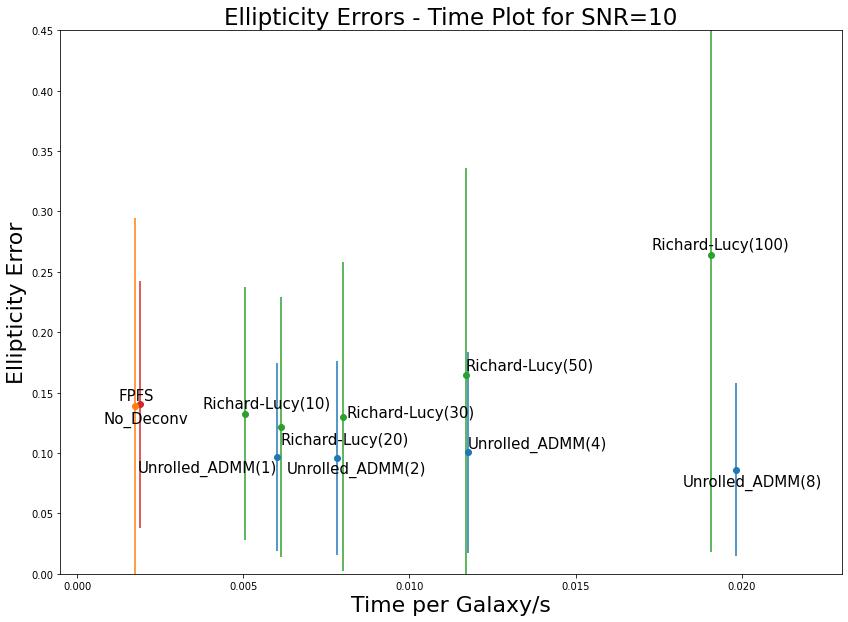 Ellipticity Errors - Time Plot for SNR=10
Ellipticity Error
0.45
0.40
0.35
0.30
0.25
0.20
0.15
0.10
0.05
0.00
Richard-Lucy(100)
Richard-Lucy(50)
FPFS
Richard-Lucy(10)
Richard-Lucy(30)
No_Deconv
Richard-Lucy(20)
Unrolled_ADMM(4)
Unrolled_ADMM(1)
Unrolled_ADMM(2)
Unrolled_ADMM(8)
0.000
0.005
0.010
0.015
0.020
Time per Galaxy/s